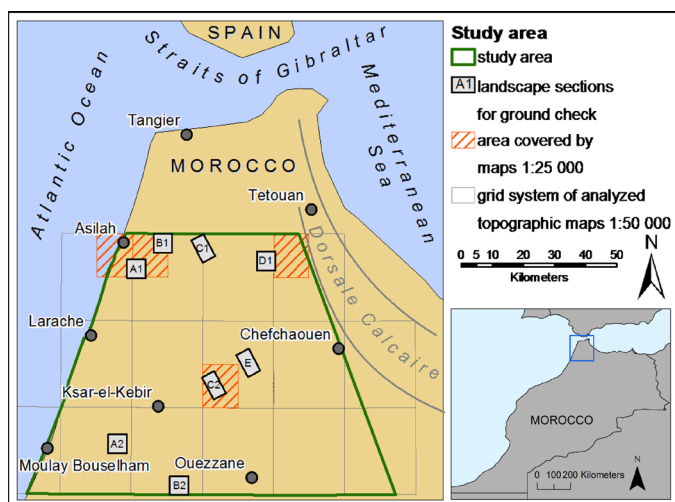 SPAIN
Straits of Gibraltar
Atlantic Ocean
Mediterranean
Sea
Tangier
MOROCCO
Tetouan
Asilah
B1
C1
A1
D1
Dorsale Calcaire
Larache
Chefchaouen
E
C2
Ksar-el-Kebir
A2
Moulay Bouselham
Ouezzane
B2
Study area
study area
A1 landscape sections
for ground check
area covered by
maps 1:25 000
grid system of analyzed
topographic maps 1:50 000
N
0 5 10 20 30 40 50
Kilometers
MOROCCO
N
0 100200 Kilometers